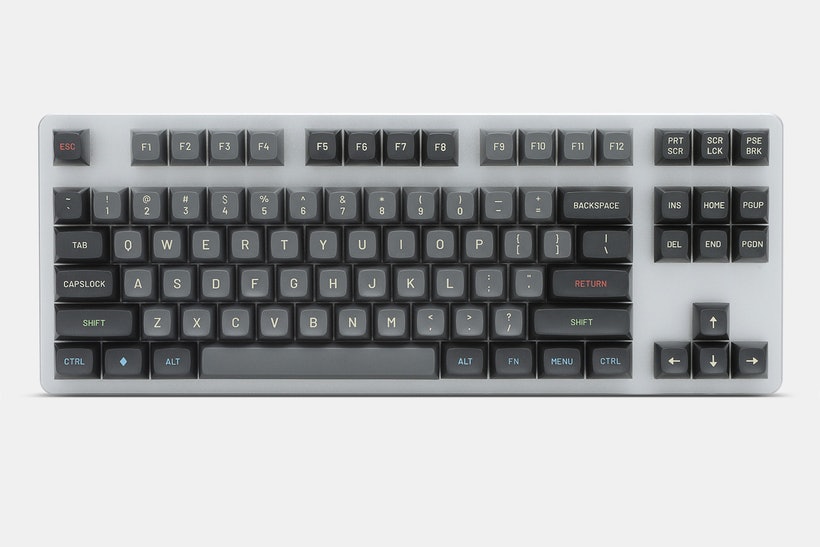 ESC F1 F2 F3 F4 F5 F6 F7 F8 F9 F10 F11 F12 PRT SCR SCR LCK PSE BRK
~ ` ! 1 @ 2 # 3 $ 4 % 5 ^ 6 & 7 * 8 ( 9 ) 0 — - + = BACKSPACE INS HOME PGUP
TAB Q W E R T Y U I O P { [ } ] | \ DEL END PGDN
CAPSLOCK A S D F G H J K L : ; " ' RETURN
SHIFT Z X C V B N M < , > . ? / SHIFT ↑
CTRL ALT ALT FN MENU CTRL ← ↓ →